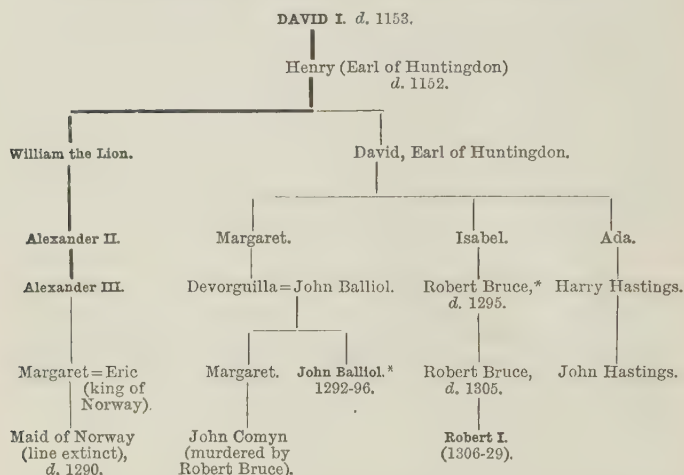 DAVID I. d. 1153.
Henry (Earl of Huntingdon)
d. 1152.
William the Lion.
David, Earl of Huntingdon.
Alexander II.
Margaret.
Isabel.
Ada.
Alexander III.
Devorguilla=John Balliol.
Robert Bruce,*
d. 1295.
Harry Hastings.
Margaret=Eric
(king of
Norway).
Margaret.
John Balliol.*
1292-96.
Robert Bruce,
d. 1305.
John Hastings.
Maid of Norway
(line extinct),
d. 1290.
John Comyn
(murdered by
Robert Bruce).
Robert I.
(1306-29).